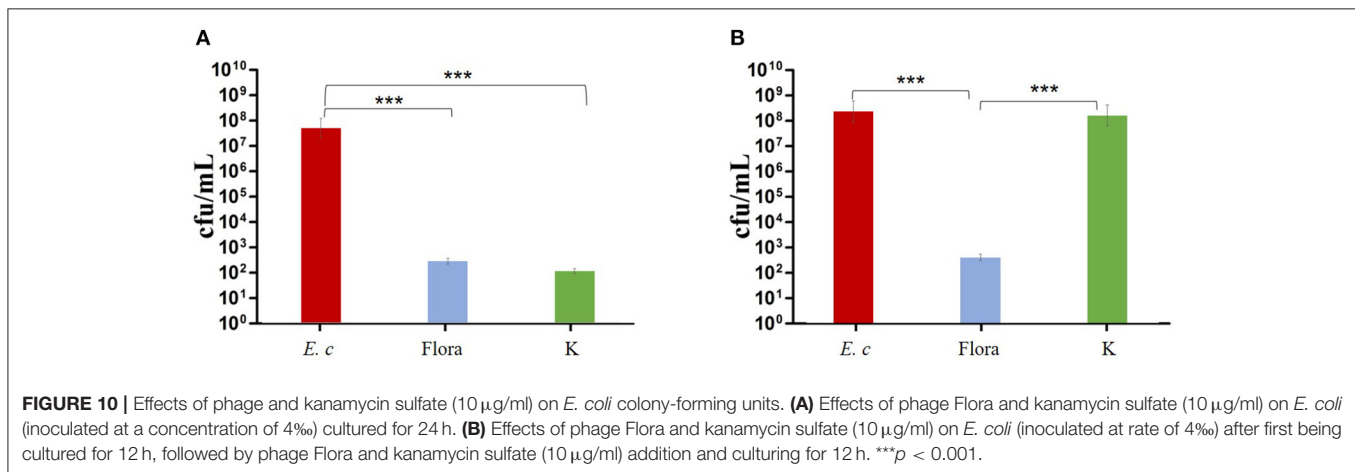 A
cfu/mL
10¹⁰
10⁹
10⁸
10⁷
10⁶
10⁵
10⁴
10³
10²
10¹
10⁰
***
***
E. c
Flora
K
B
cfu/mL
10¹⁰
10⁹
10⁸
10⁷
10⁶
10⁵
10⁴
10³
10²
10¹
10⁰
***
***
E. c
Flora
K
FIGURE 10 | Effects of phage and kanamycin sulfate (10 μg/ml) on E. coli colony-forming units. (A) Effects of phage Flora and kanamycin sulfate (10 μg/ml) on E. coli
(inoculated at a concentration of 4‰) cultured for 24 h. (B) Effects of phage Flora and kanamycin sulfate (10 μg/ml) on E. coli (inoculated at rate of 4‰) after first being
cultured for 12 h, followed by phage Flora and kanamycin sulfate (10 μg/ml) addition and culturing for 12 h. ***p < 0.001.